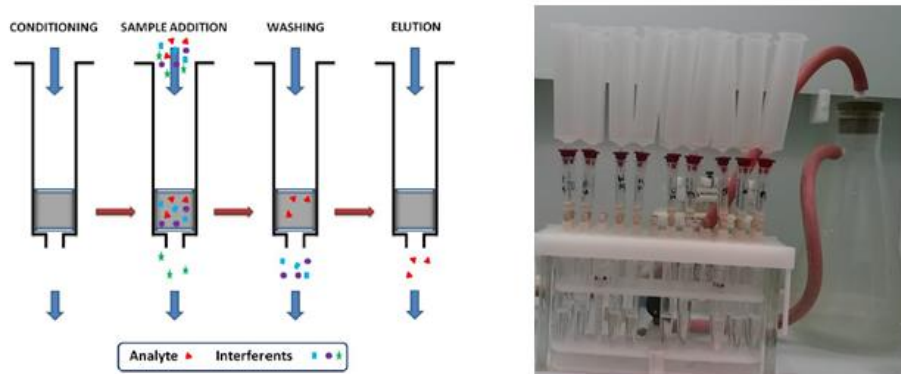 CONDITIONING SAMPLE ADDITION WASHING ELUTION
Analyte Interferents